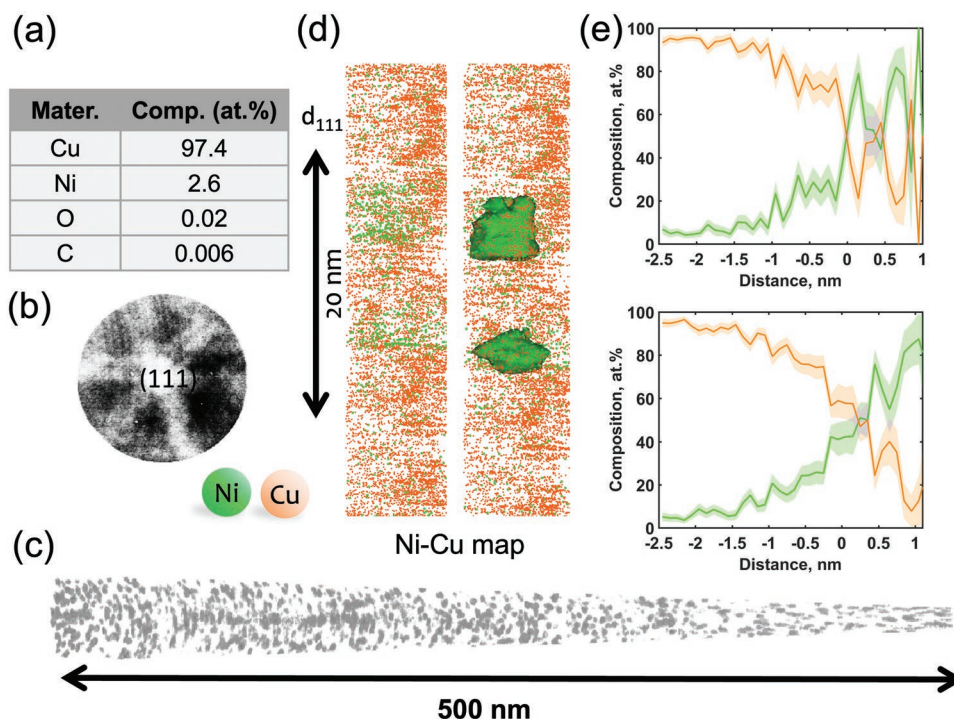 (a)
Mater. Comp. (at.%)
Cu 97.4
Ni 2.6
O 0.02
C 0.006
(b)
(111)
Ni Cu
(d)
d111
20 nm
Ni-Cu map
(e)
100
80
60
40
20
0
Composition, at.%
-2.5 -2 -1.5 -1 -0.5 0 0.5 1
Distance, nm
100
80
60
40
20
0
Composition, at.%
-2.5 -2 -1.5 -1 -0.5 0 0.5 1
Distance, nm
(c)
500 nm